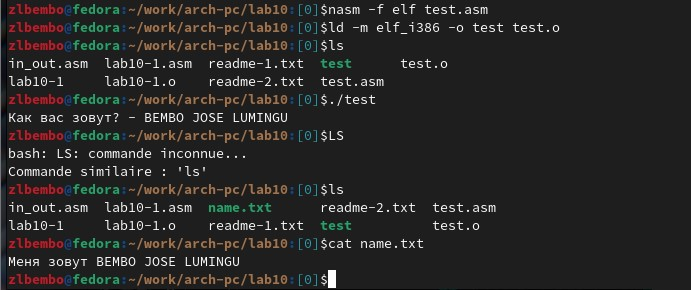 zlbembo@fedora:~/work/arch-pc/lab10:[0]$nasm -f elf test.asm
zlbembo@fedora:~/work/arch-pc/lab10:[0]$ld -m elf_i386 -o test test.o
zlbembo@fedora:~/work/arch-pc/lab10:[0]$ls
in_out.asm  lab10-1.asm  readme-1.txt  test      test.o
lab10-1     lab10-1.o    readme-2.txt  test.asm
zlbembo@fedora:~/work/arch-pc/lab10:[0]$./test
Как вас зовут? - BEMBO JOSE LUMINGU
zlbembo@fedora:~/work/arch-pc/lab10:[0]$LS
bash: LS: commande inconnue...
Commande similaire : 'ls'
zlbembo@fedora:~/work/arch-pc/lab10:[0]$ls
in_out.asm  lab10-1.asm  name.txt      readme-2.txt  test.asm
lab10-1     lab10-1.o    readme-1.txt  test          test.o
zlbembo@fedora:~/work/arch-pc/lab10:[0]$cat name.txt
Меня зовут BEMBO JOSE LUMINGU
zlbembo@fedora:~/work/arch-pc/lab10:[0]$